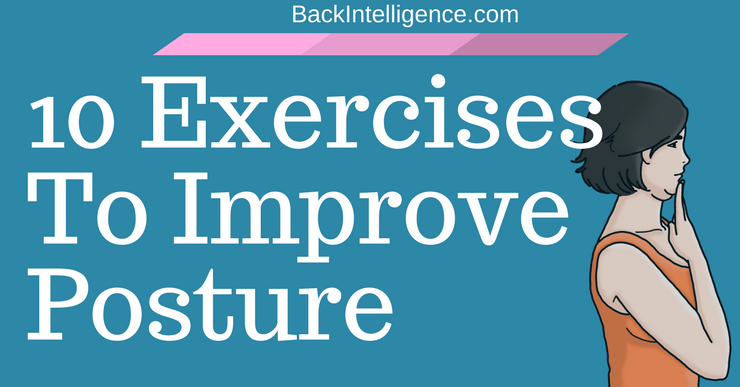 BackIntelligence.com
10 Exercises
To Improve
Posture